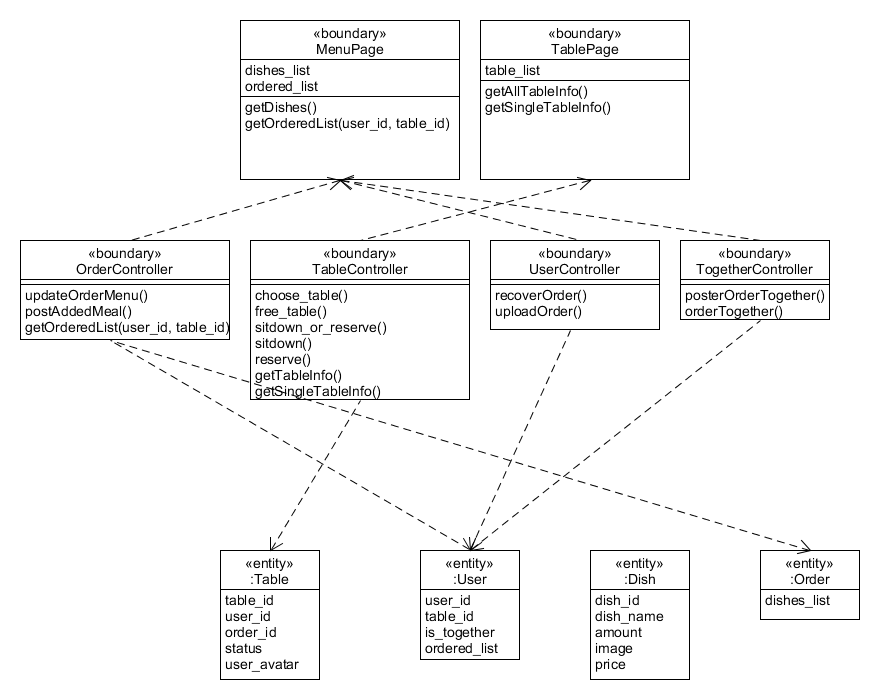 «boundary»
MenuPage
dishes_list
ordered_list
getDishes()
getOrderedList(user_id, table_id)
«boundary»
TablePage
table_list
getAllTableInfo()
getSingleTableInfo()
«boundary»
OrderController
updateOrderMenu()
postAddedMeal()
getOrderedList(user_id, table_id)
«boundary»
TableController
choose_table()
free_table()
sitdown_or_reserve()
sitdown()
reserve()
getTableInfo()
getSingleTableInfo()
«boundary»
UserController
recoverOrder()
uploadOrder()
«boundary»
TogetherController
posterOrderTogether()
orderTogether()
«entity»
:Table
table_id
user_id
order_id
status
user_avatar
«entity»
:User
user_id
table_id
is_together
ordered_list
«entity»
:Dish
dish_id
dish_name
amount
image
price
«entity»
:Order
dishes_list